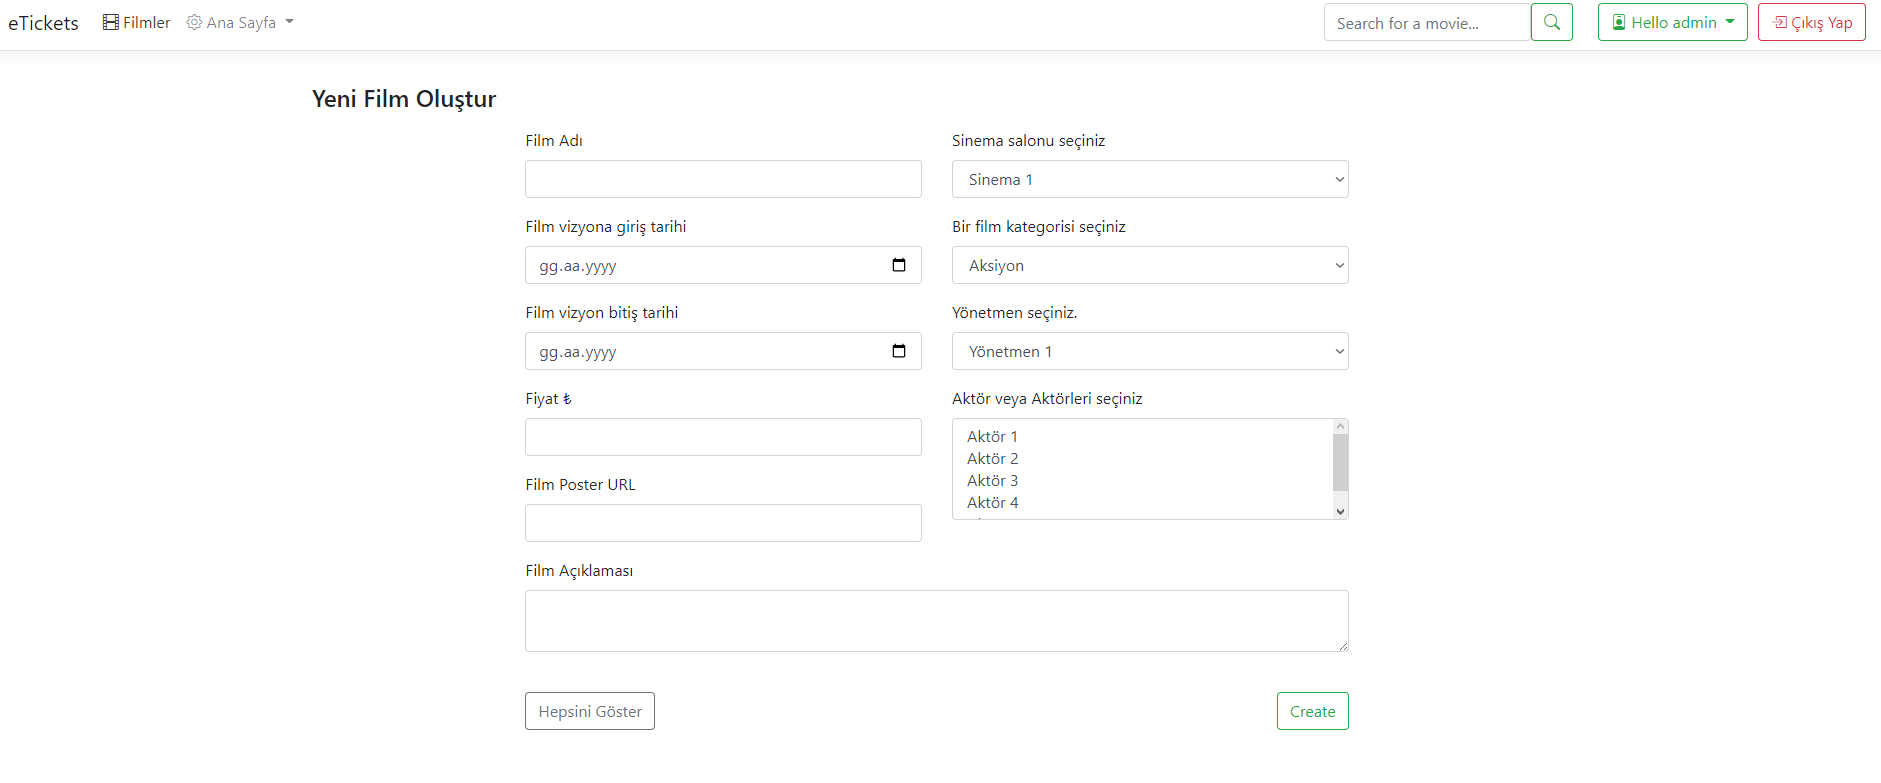 eTickets Filmler Ana Sayfa Search for a movie... Hello admin Çıkış Yap
Yeni Film Oluştur
Film Adı
Sinema salonu seçiniz
Sinema 1
Film vizyona giriş tarihi
gg.aa.yyyy
Bir film kategorisi seçiniz
Aksiyon
Film vizyon bitiş tarihi
gg.aa.yyyy
Yönetmen seçiniz.
Yönetmen 1
Fiyat ₺
Aktör veya Aktörleri seçiniz
Aktör 1
Aktör 2
Aktör 3
Aktör 4
Film Poster URL
Film Açıklaması
Hepsini Göster
Create